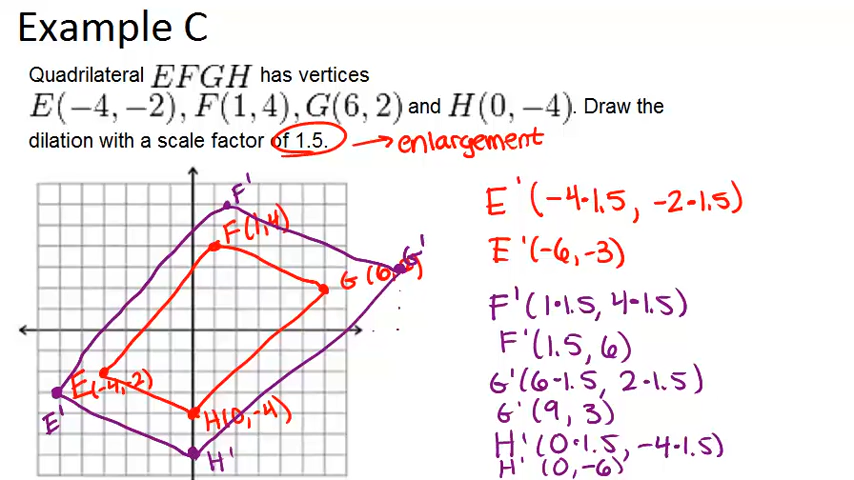 Example C
Quadrilateral EFGH has vertices
E(−4, −2), F(1, 4), G(6, 2) and H(0, −4). Draw the
dilation with a scale factor of 1.5. → enlargement
E'(-4·1.5, -2·1.5)
E'(-6, -3)
F'(1·1.5, 4·1.5)
F'(1.5, 6)
G'(6·1.5, 2·1.5)
G'(9, 3)
H'(0·1.5, -4·1.5)
H'(0, -6)
F'
F(1,4)
G'
G(6,2)
E(-4,-2)
E'
H(0,-4)
H'